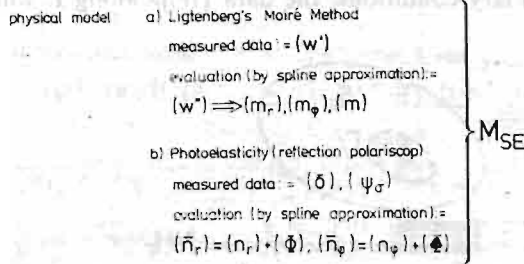 physical model a) Ligtenberg's Moiré Method
measured data: = (w')
evaluation (by spline approximation): =
(w") ⟹ (m_r), (m_φ), (m)
b) Photoelasticity (reflection polariscop)
measured data: = (δ), (ψ_σ)
evaluation (by spline approximation): =
(n̄_r) = (n_r) + (Φ), (n̄_φ) = (n_φ) + (Φ)
M_SE